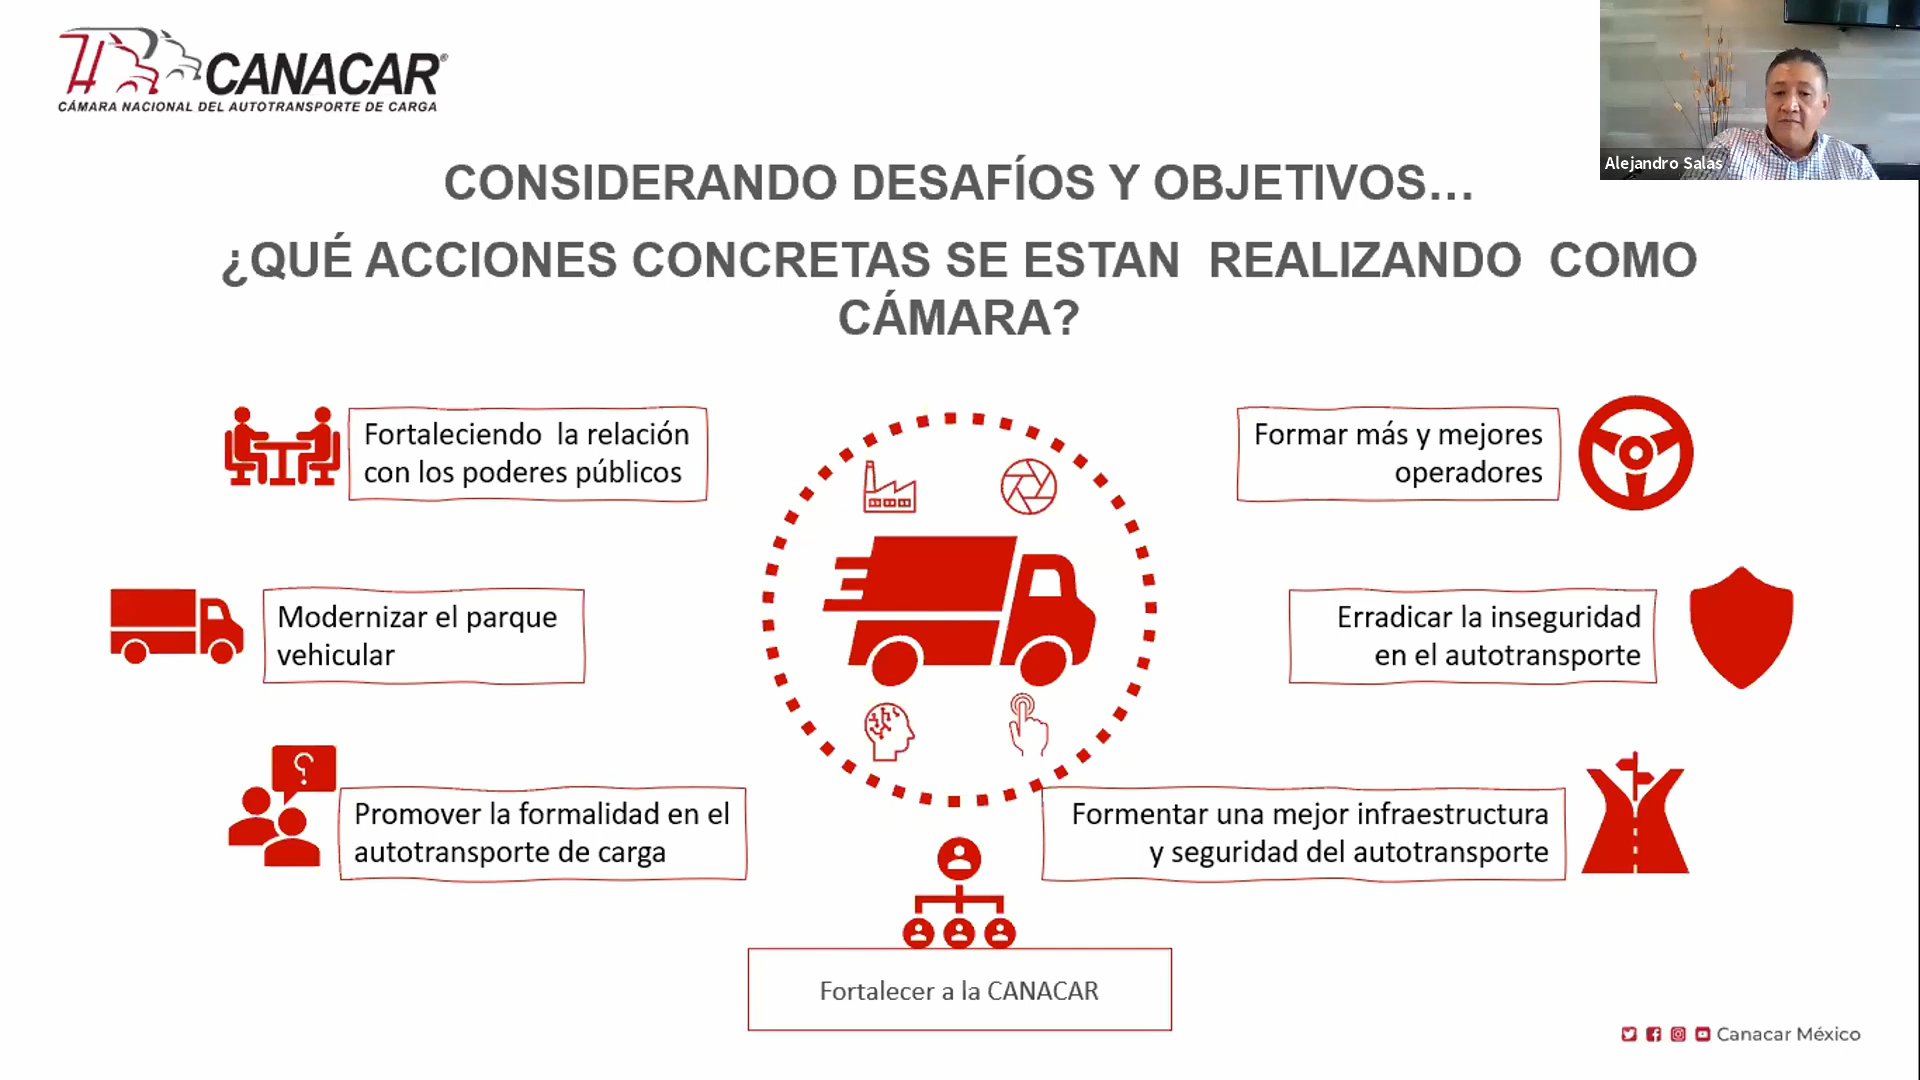 CANACAR®
CÁMARA NACIONAL DEL AUTOTRANSPORTE DE CARGA
Alejandro Salas
CONSIDERANDO DESAFÍOS Y OBJETIVOS...
¿QUÉ ACCIONES CONCRETAS SE ESTAN REALIZANDO COMO
CÁMARA?
Fortaleciendo la relación
con los poderes públicos
Formar más y mejores
operadores
Modernizar el parque
vehicular
Erradicar la inseguridad
en el autotransporte
?
Promover la formalidad en el
autotransporte de carga
Formentar una mejor infraestructura
y seguridad del autotransporte
Fortalecer a la CANACAR
Canacar México